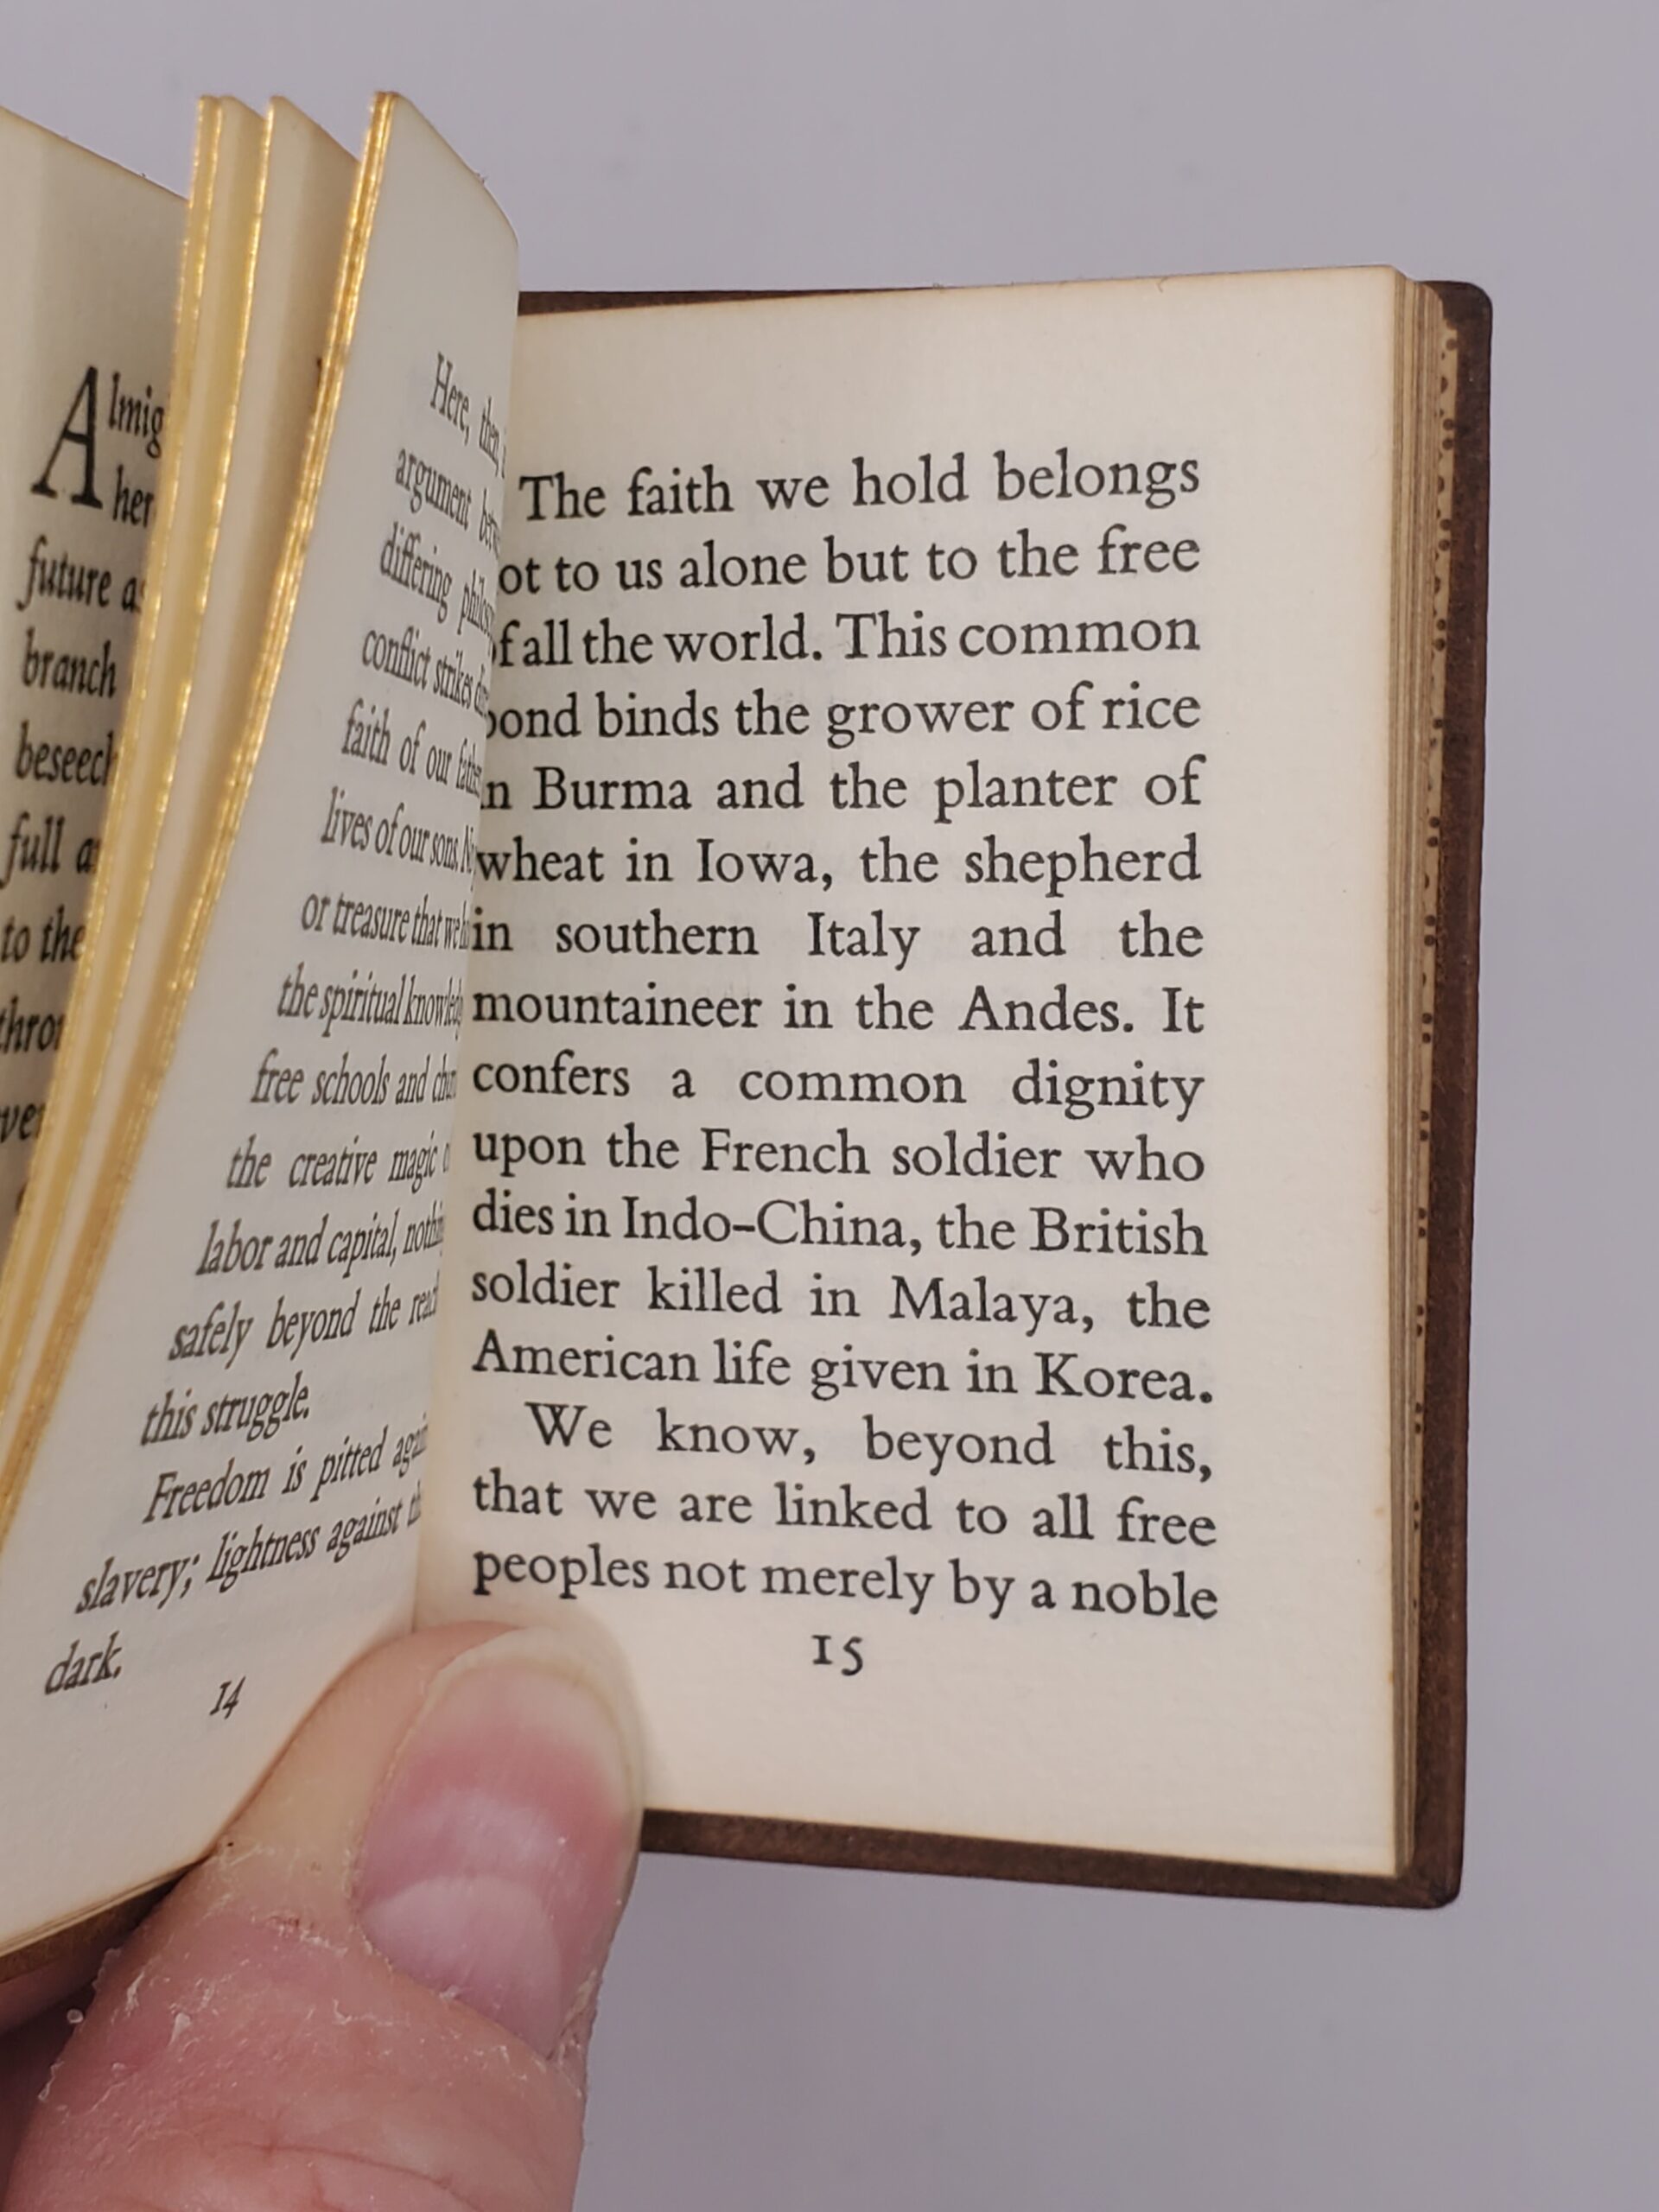 A
her
future
branch
full
to the
Here,
argument
differing
conflict strikes
faith of our
lives of our sons.
or treasure that we
the spiritual
free schools and
the creative magic
labor and capital,
safely beyond the
this struggle.
Freedom is pitted
slavery; lightness against
dark.
14
The faith we hold belongs
to us alone but to the free
all the world. This common
binds the grower of rice
Burma and the planter of
wheat in Iowa, the shepherd
in southern Italy and the
mountaineer in the Andes. It
confers a common dignity
upon the French soldier who
dies in Indo-China, the British
soldier killed in Malaya, the
American life given in Korea.
We know, beyond this,
that we are linked to all free
peoples not merely by a noble
15